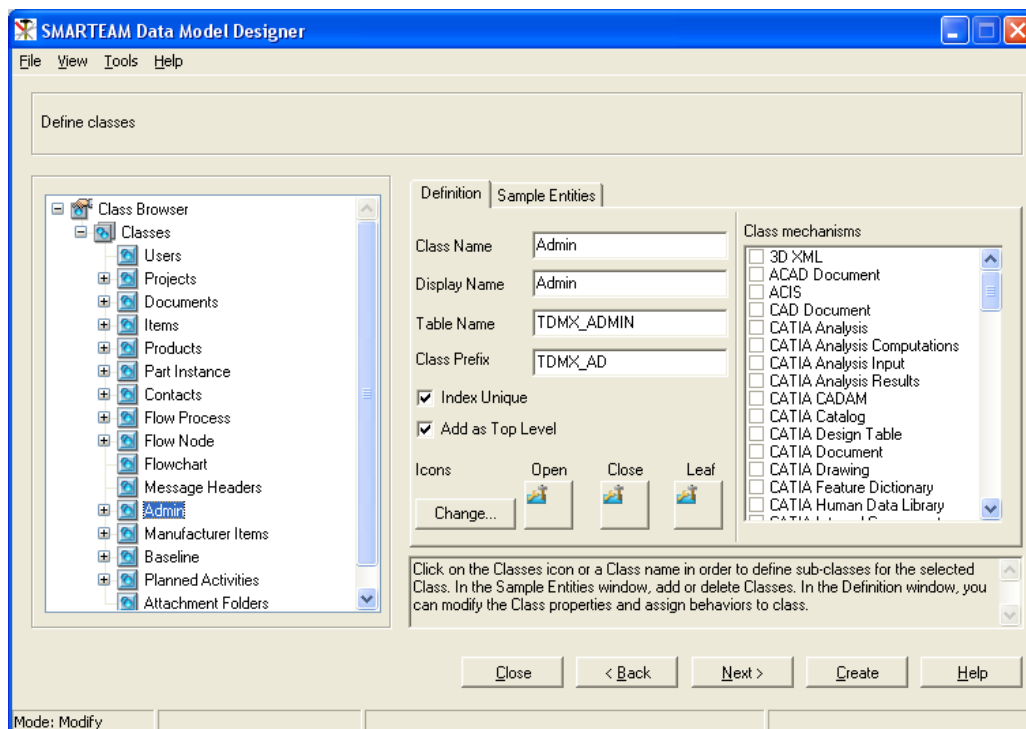 SMARTEAM Data Model Designer
File View Tools Help
Define classes
Class Browser
Classes
Users
Projects
Documents
Items
Products
Part Instance
Contacts
Flow Process
Flow Node
Flowchart
Message Headers
Admin
Manufacturer Items
Baseline
Planned Activities
Attachment Folders
Definition Sample Entities
Class Name Admin
Display Name Admin
Table Name TDMX_ADMIN
Class Prefix TDMX_AD
Index Unique
Add as Top Level
Icons Open Close Leaf
Change...
Class mechanisms
3D XML
ACAD Document
ACIS
CAD Document
CATIA Analysis
CATIA Analysis Computations
CATIA Analysis Input
CATIA Analysis Results
CATIA CADAM
CATIA Catalog
CATIA Design Table
CATIA Document
CATIA Drawing
CATIA Feature Dictionary
CATIA Human Data Library
Click on the Classes icon or a Class name in order to define sub-classes for the selected
Class. In the Sample Entities window, add or delete Classes. In the Definition window, you
can modify the Class properties and assign behaviors to class.
Close < Back Next > Create Help
Mode: Modify